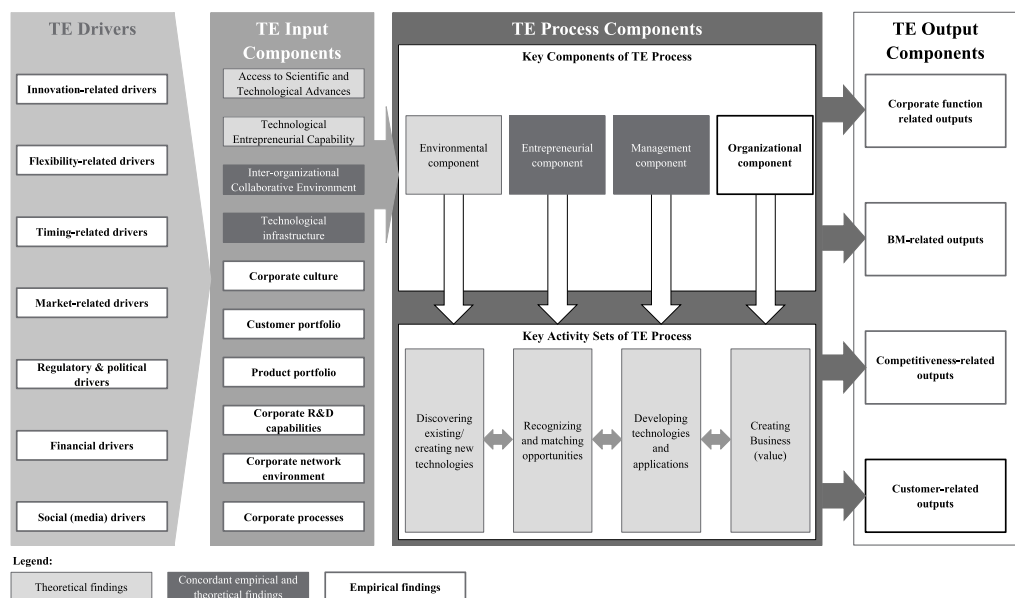 TE Drivers
Innovation-related drivers
Flexibility-related drivers
Timing-related drivers
Market-related drivers
Regulatory & political
drivers
Financial drivers
Social (media) drivers
TE Input
Components
Access to Scientific and
Technological Advances
Technological
Entrepreneurial Capability
Inter-organizational
Collaborative Environment
Technological
infrastructure
Corporate culture
Customer portfolio
Product portfolio
Corporate R&D
capabilities
Corporate network
environment
Corporate processes
TE Process Components
Key Components of TE Process
Environmental
component
Entrepreneurial
component
Management
component
Organizational
component
Key Activity Sets of TE Process
Discovering
existing/
creating new
technologies
Recognizing
and matching
opportunities
Developing
technologies
and
applications
Creating
Business
(value)
TE Output
Components
Corporate function
related outputs
BM-related outputs
Competitiveness-related
outputs
Customer-related
outputs
Legend:
Theoretical findings
Concordant empirical and
theoretical findings
Empirical findings